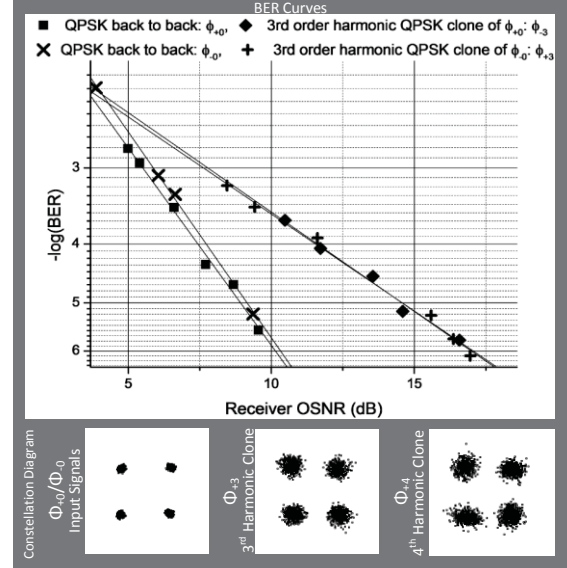 BER Curves
■ QPSK back to back: ϕ+0, ◆ 3rd order harmonic QPSK clone of ϕ+0: ϕ-3
× QPSK back to back: ϕ-0, + 3rd order harmonic QPSK clone of ϕ-0: ϕ+3
-log(BER)
3
4
5
6
5 10 15
Receiver OSNR (dB)
Constellation Diagram
Φ+0/Φ-0
Input Signals
Φ+3
3rd Harmonic Clone
Φ+4
4th Harmonic Clone